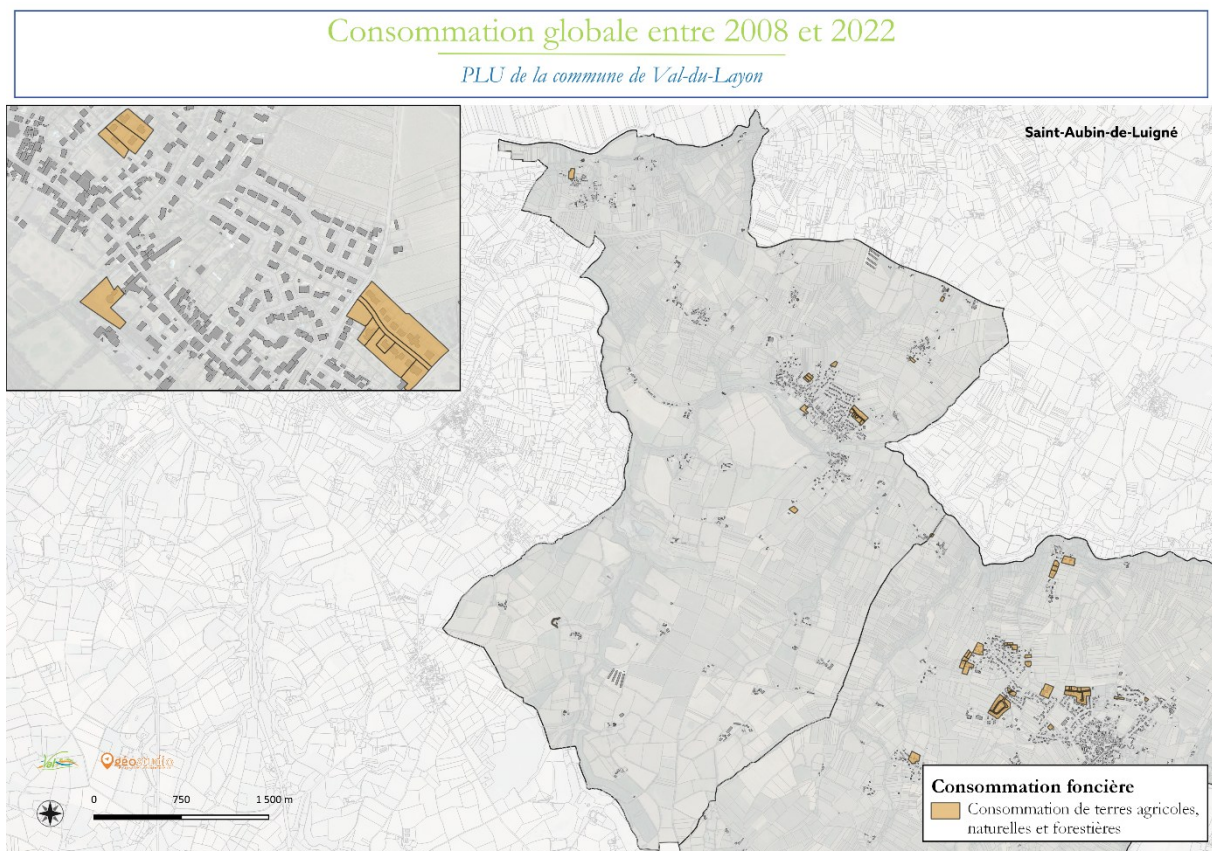 Consommation globale entre 2008 et 2022
PLU de la commune de Val-du-Layon
Saint-Aubin-de-Luigné
géostudio
0 750 1 500 m
Consommation foncière
Consommation de terres agricoles,
naturelles et forestières